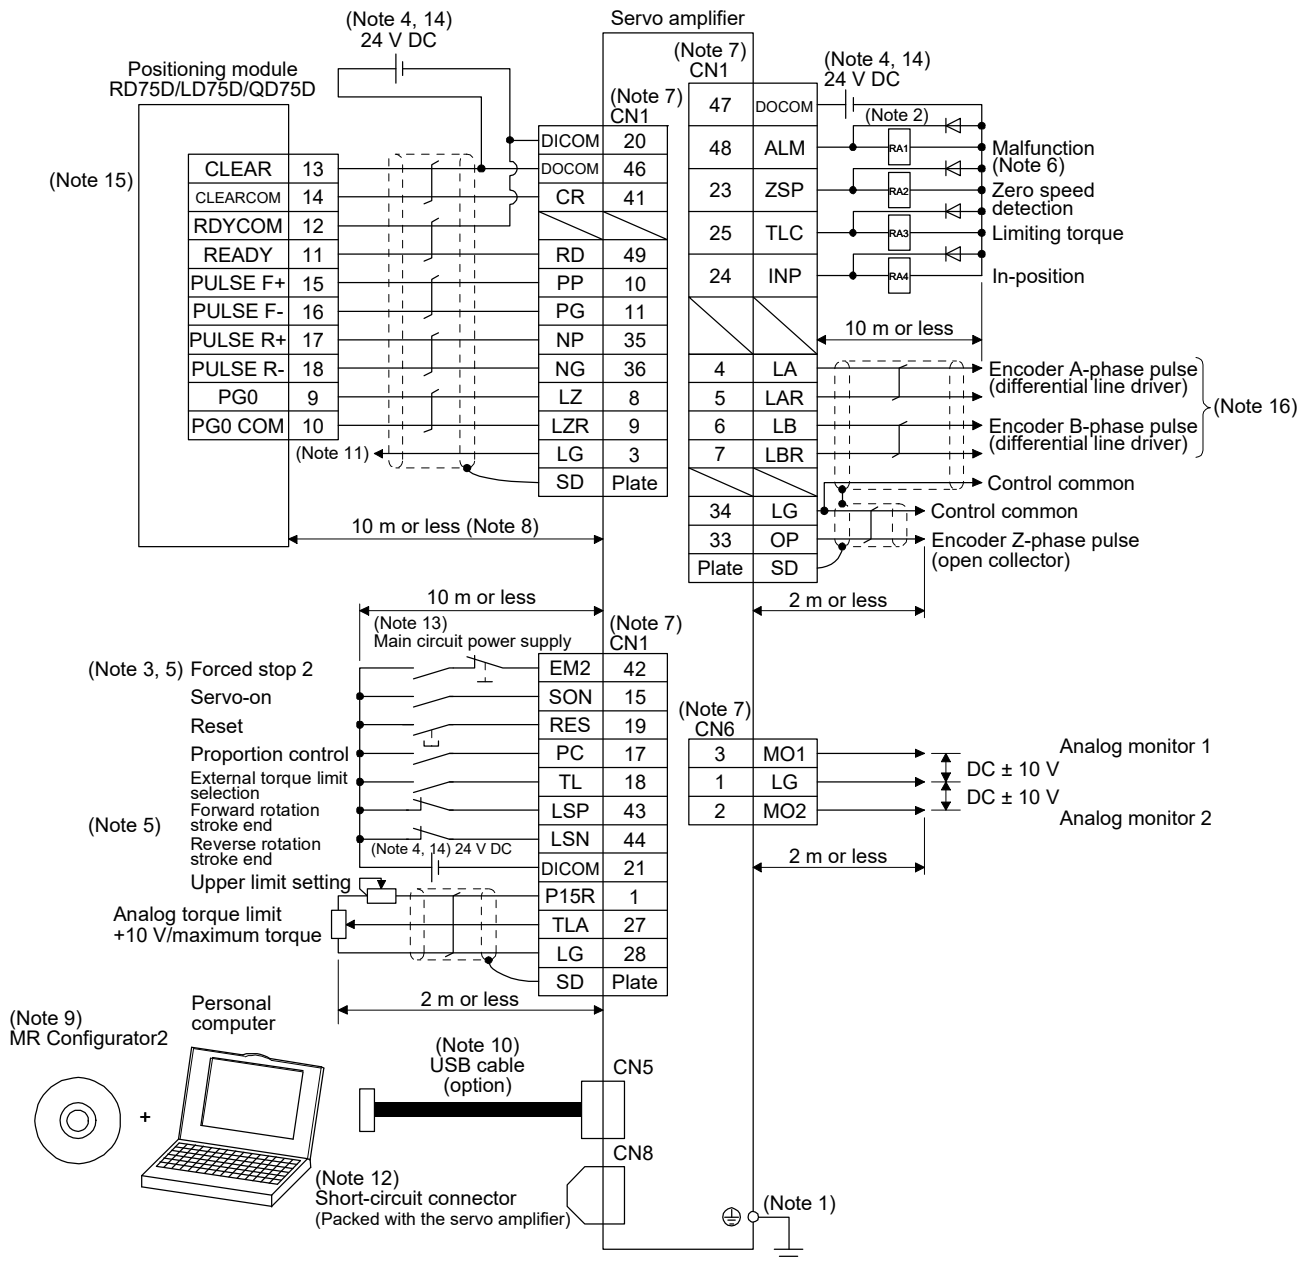 Servo amplifier
(Note 4, 14)
24 V DC
Positioning module
RD75D/LD75D/QD75D
(Note 15)
(Note 7)
CN1
DICOM 20
CLEAR 13 DOCOM 46
CLEARCOM 14 CR 41
RDYCOM 12
READY 11 RD 49
PULSE F+ 15 PP 10
PULSE F- 16 PG 11
PULSE R+ 17 NP 35
PULSE R- 18 NG 36
PG0 9 LZ 8
PG0 COM 10 LZR 9
(Note 11) LG 3
SD Plate
10 m or less (Note 8)
(Note 7)
CN1
(Note 4, 14)
24 V DC
47 DOCOM
(Note 2)
48 ALM RA1 Malfunction
(Note 6)
23 ZSP RA2 Zero speed
detection
25 TLC RA3 Limiting torque
24 INP RA4 In-position
10 m or less
4 LA Encoder A-phase pulse
(differential line driver)
5 LAR
6 LB Encoder B-phase pulse
(differential line driver)
7 LBR
(Note 16)
Control common
34 LG Control common
33 OP Encoder Z-phase pulse
(open collector)
Plate SD
2 m or less
10 m or less
(Note 13)
Main circuit power supply
(Note 7)
CN1
(Note 3, 5) Forced stop 2 EM2 42
Servo-on SON 15
Reset RES 19
Proportion control PC 17
External torque limit
selection TL 18
Forward rotation
stroke end LSP 43
(Note 5)
Reverse rotation
stroke end LSN 44
(Note 4, 14) 24 V DC
DICOM 21
Upper limit setting P15R 1
Analog torque limit
+10 V/maximum torque TLA 27
LG 28
SD Plate
2 m or less
(Note 7)
CN6
3 MO1 Analog monitor 1
DC ± 10 V
1 LG
DC ± 10 V
2 MO2 Analog monitor 2
2 m or less
(Note 9)
MR Configurator2
+
Personal
computer
(Note 10)
USB cable
(option)
CN5
CN8
(Note 12)
Short-circuit connector
(Packed with the servo amplifier)
(Note 1)